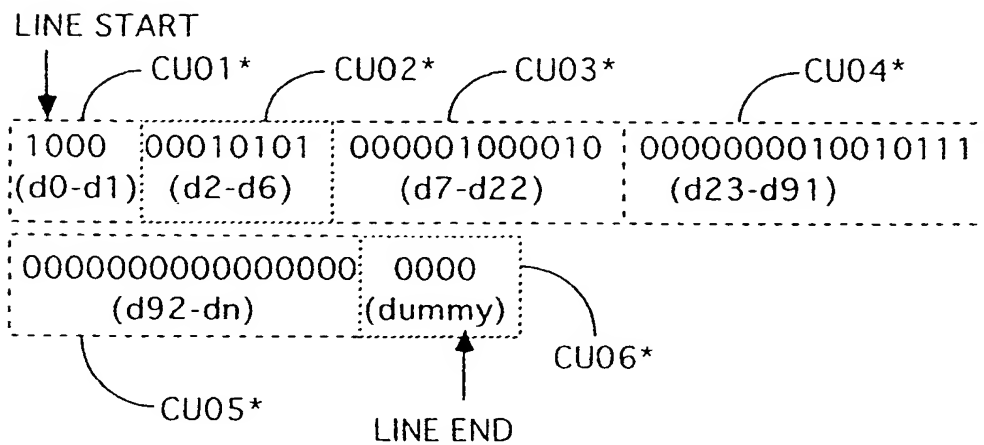 LINE START
CU01* CU02* CU03* CU04*
1000 00010101 000001000010 0000000010010111
(d0-d1) (d2-d6) (d7-d22) (d23-d91)
0000000000000000 0000
(d92-dn) (dummy)
CU06*
CU05*
LINE END